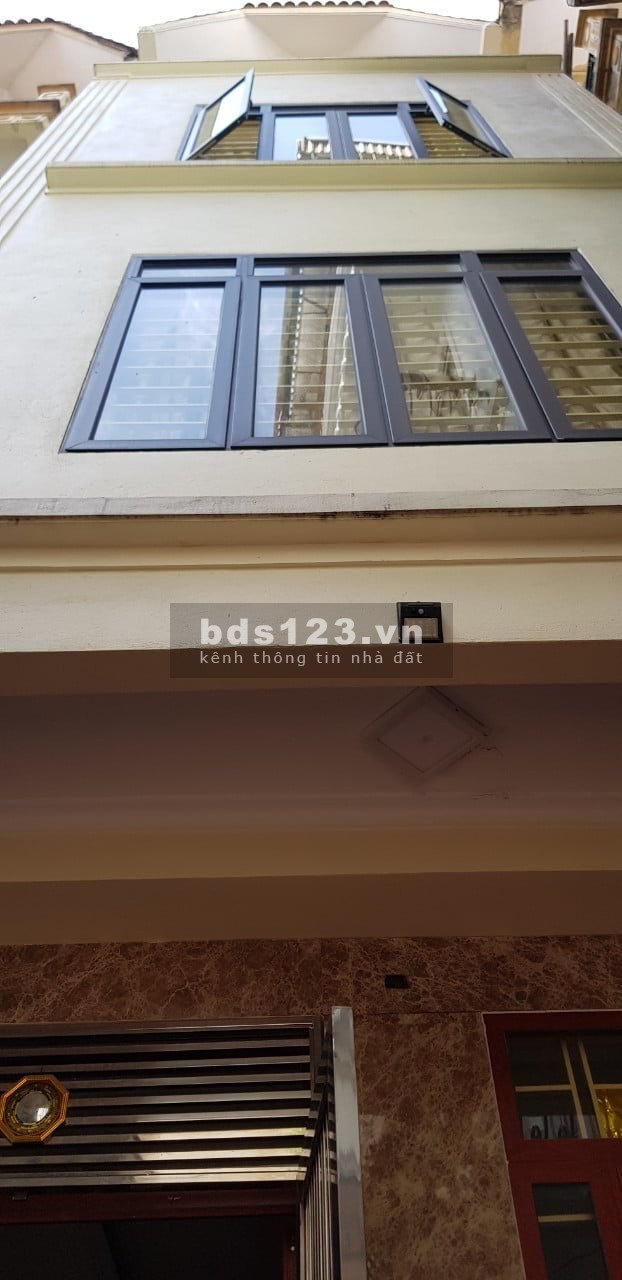 bds123.vn
kênh thông tin nhà đất